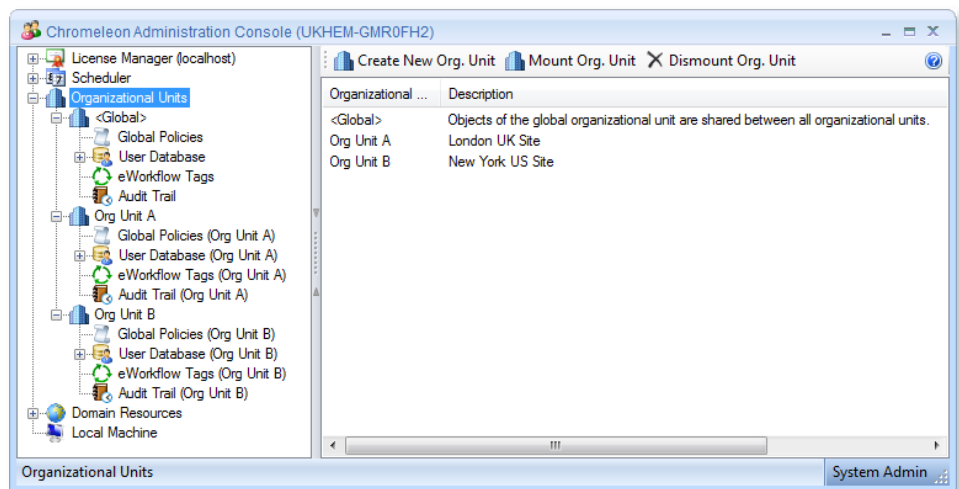 Chromeleon Administration Console (UKHEM-GMR0FH2)
License Manager (localhost)
Scheduler
Organizational Units
<Global>
Global Policies
User Database
eWorkflow Tags
Audit Trail
Org Unit A
Global Policies (Org Unit A)
User Database (Org Unit A)
eWorkflow Tags (Org Unit A)
Audit Trail (Org Unit A)
Org Unit B
Global Policies (Org Unit B)
User Database (Org Unit B)
eWorkflow Tags (Org Unit B)
Audit Trail (Org Unit B)
Domain Resources
Local Machine
Create New Org. Unit Mount Org. Unit Dismount Org. Unit
Organizational ... Description
<Global> Objects of the global organizational unit are shared between all organizational units.
Org Unit A London UK Site
Org Unit B New York US Site
Organizational Units System Admin